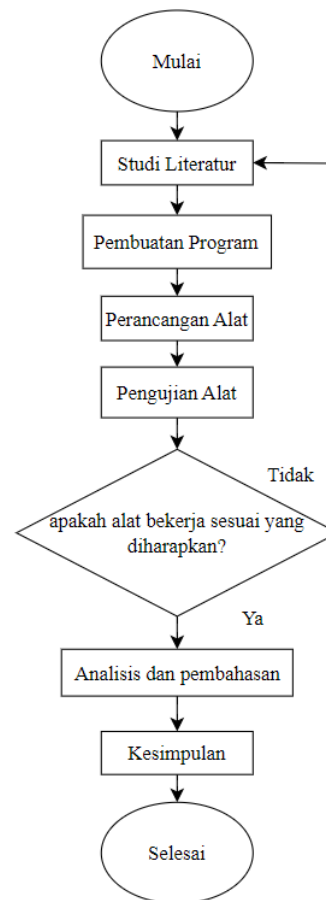 Mulai
Studi Literatur
Pembuatan Program
Perancangan Alat
Pengujian Alat
Tidak
apakah alat bekerja sesuai yang
diharapkan?
Ya
Analisis dan pembahasan
Kesimpulan
Selesai